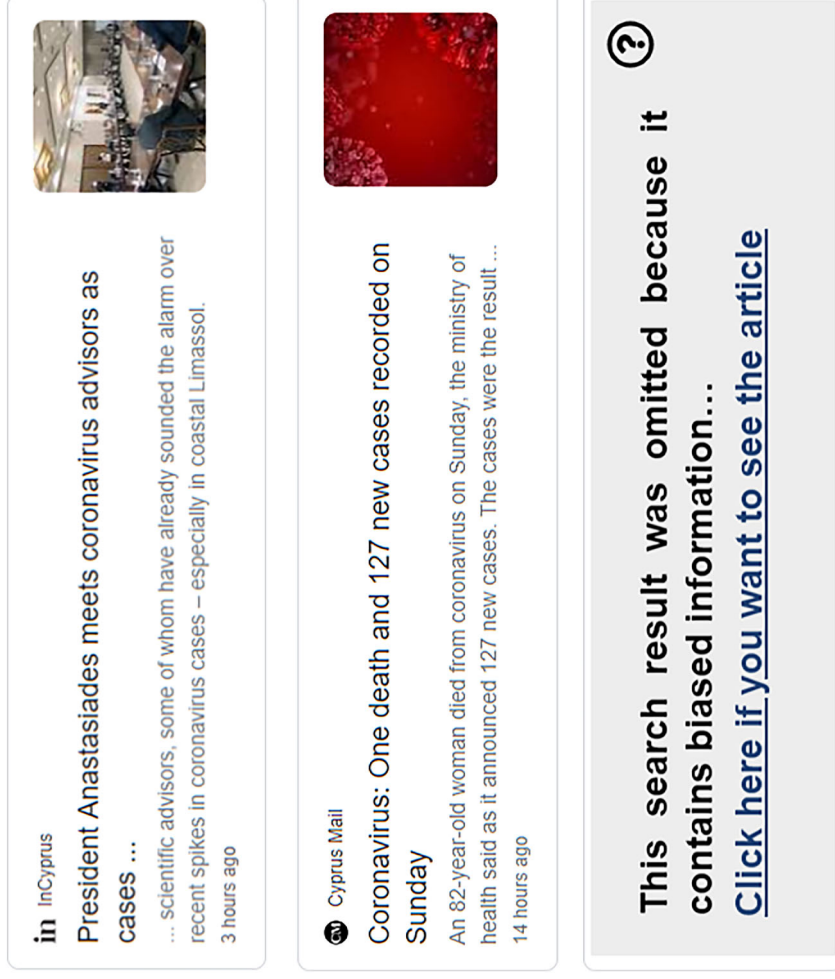 in InCyprus
President Anastasiades meets coronavirus advisors as
cases ...
... scientific advisors, some of whom have already sounded the alarm over
recent spikes in coronavirus cases – especially in coastal Limassol.
3 hours ago
CM Cyprus Mail
Coronavirus: One death and 127 new cases recorded on
Sunday
An 82-year-old woman died from coronavirus on Sunday, the ministry of
health said as it announced 127 new cases. The cases were the result ...
14 hours ago
?
This search result was omitted because it
contains biased information...
Click here if you want to see the article